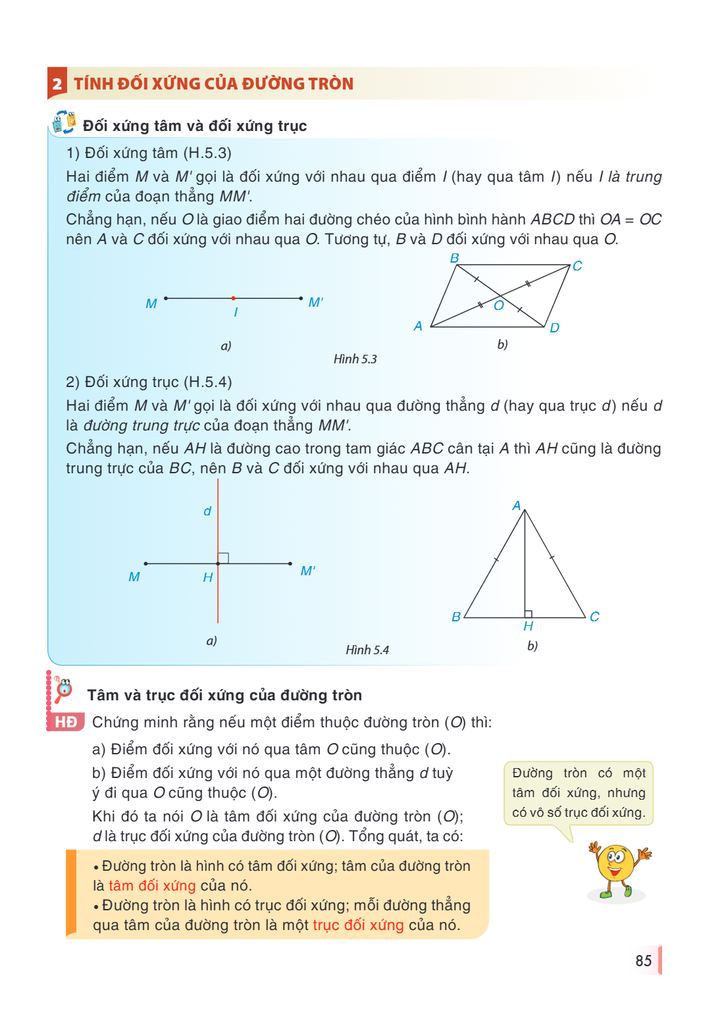 2 TÍNH ĐỐI XỨNG CỦA ĐƯỜNG TRÒN
Đối xứng tâm và đối xứng trục
1) Đối xứng tâm (H.5.3)
Hai điểm M và M' gọi là đối xứng với nhau qua điểm I (hay qua tâm I) nếu I là trung
điểm của đoạn thẳng MM'.
Chẳng hạn, nếu O là giao điểm hai đường chéo của hình bình hành ABCD thì OA = OC
nên A và C đối xứng với nhau qua O. Tương tự, B và D đối xứng với nhau qua O.
M I M'
a)
B C
O
A D
b)
Hình 5.3
2) Đối xứng trục (H.5.4)
Hai điểm M và M' gọi là đối xứng với nhau qua đường thẳng d (hay qua trục d) nếu d
là đường trung trực của đoạn thẳng MM'.
Chẳng hạn, nếu AH là đường cao trong tam giác ABC cân tại A thì AH cũng là đường
trung trực của BC, nên B và C đối xứng với nhau qua AH.
d
M H M'
a)
A
B H C
b)
Hình 5.4
Tâm và trục đối xứng của đường tròn
HĐ Chứng minh rằng nếu một điểm thuộc đường tròn (O) thì:
a) Điểm đối xứng với nó qua tâm O cũng thuộc (O).
b) Điểm đối xứng với nó qua một đường thẳng d tuỳ
ý đi qua O cũng thuộc (O).
Khi đó ta nói O là tâm đối xứng của đường tròn (O);
d là trục đối xứng của đường tròn (O). Tổng quát, ta có:
Đường tròn có một
tâm đối xứng, nhưng
có vô số trục đối xứng.
• Đường tròn là hình có tâm đối xứng; tâm của đường tròn
là tâm đối xứng của nó.
• Đường tròn là hình có trục đối xứng; mỗi đường thẳng
qua tâm của đường tròn là một trục đối xứng của nó.
85